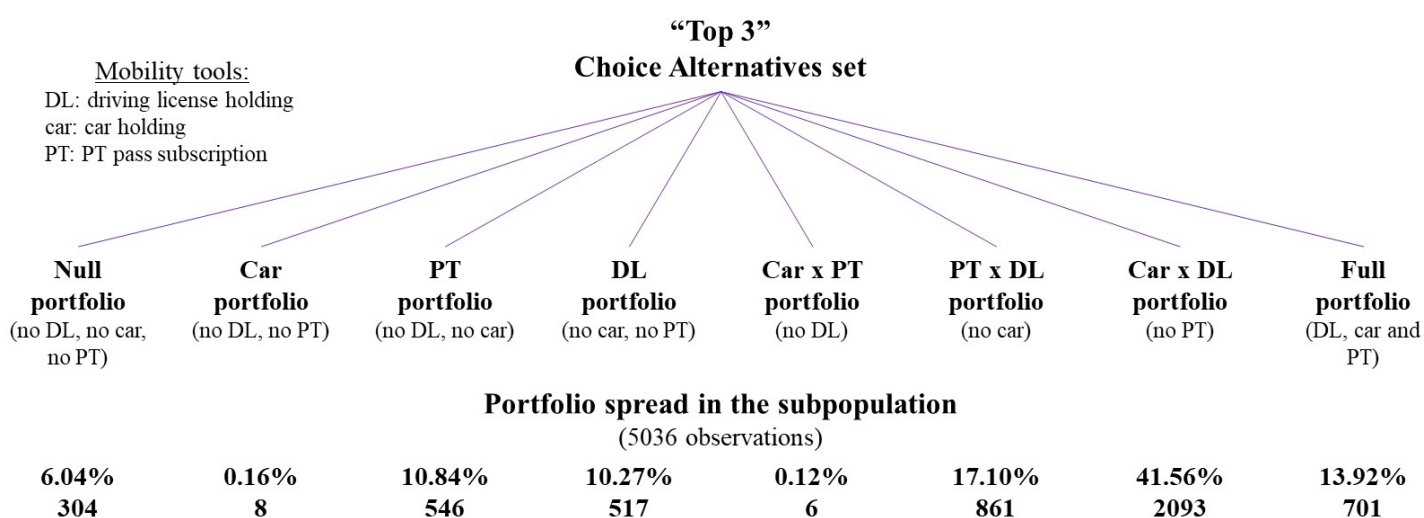 “Top 3”
Choice Alternatives set
Mobility tools:
DL: driving license holding
car: car holding
PT: PT pass subscription
Null
portfolio
(no DL, no car,
no PT)
Car
portfolio
(no DL, no PT)
PT
portfolio
(no DL, no car)
DL
portfolio
(no car, no PT)
Car x PT
portfolio
(no DL)
PT x DL
portfolio
(no car)
Car x DL
portfolio
(no PT)
Full
portfolio
(DL, car and
PT)
Portfolio spread in the subpopulation
(5036 observations)
6.04% 0.16% 10.84% 10.27% 0.12% 17.10% 41.56% 13.92%
304 8 546 517 6 861 2093 701